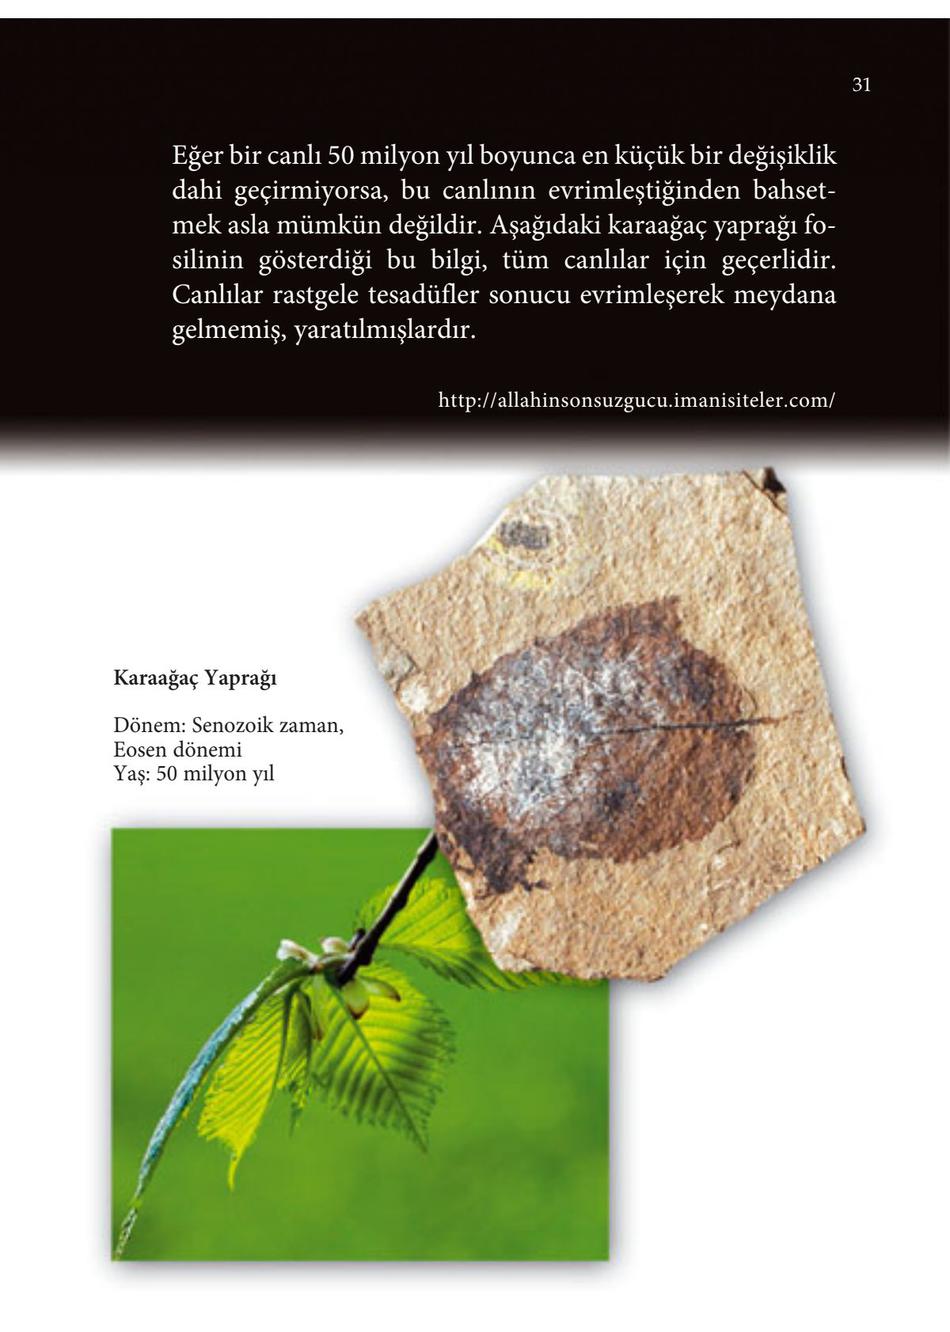 31
Eğer bir canlı 50 milyon yıl boyunca en küçük bir değişiklik
dahi geçirmiyorsa, bu canlının evrimleştiğinden bahset-
mek asla mümkün değildir. Aşağıdaki karaağaç yaprağı fo-
silinin gösterdiği bu bilgi, tüm canlılar için geçerlidir.
Canlılar rastgele tesadüfler sonucu evrimleşerek meydana
gelmemiş, yaratılmışlardır.
http://allahinsonsuzgucu.imanisiteler.com/
Karaağaç Yaprağı
Dönem: Senozoik zaman,
Eosen dönemi
Yaş: 50 milyon yıl